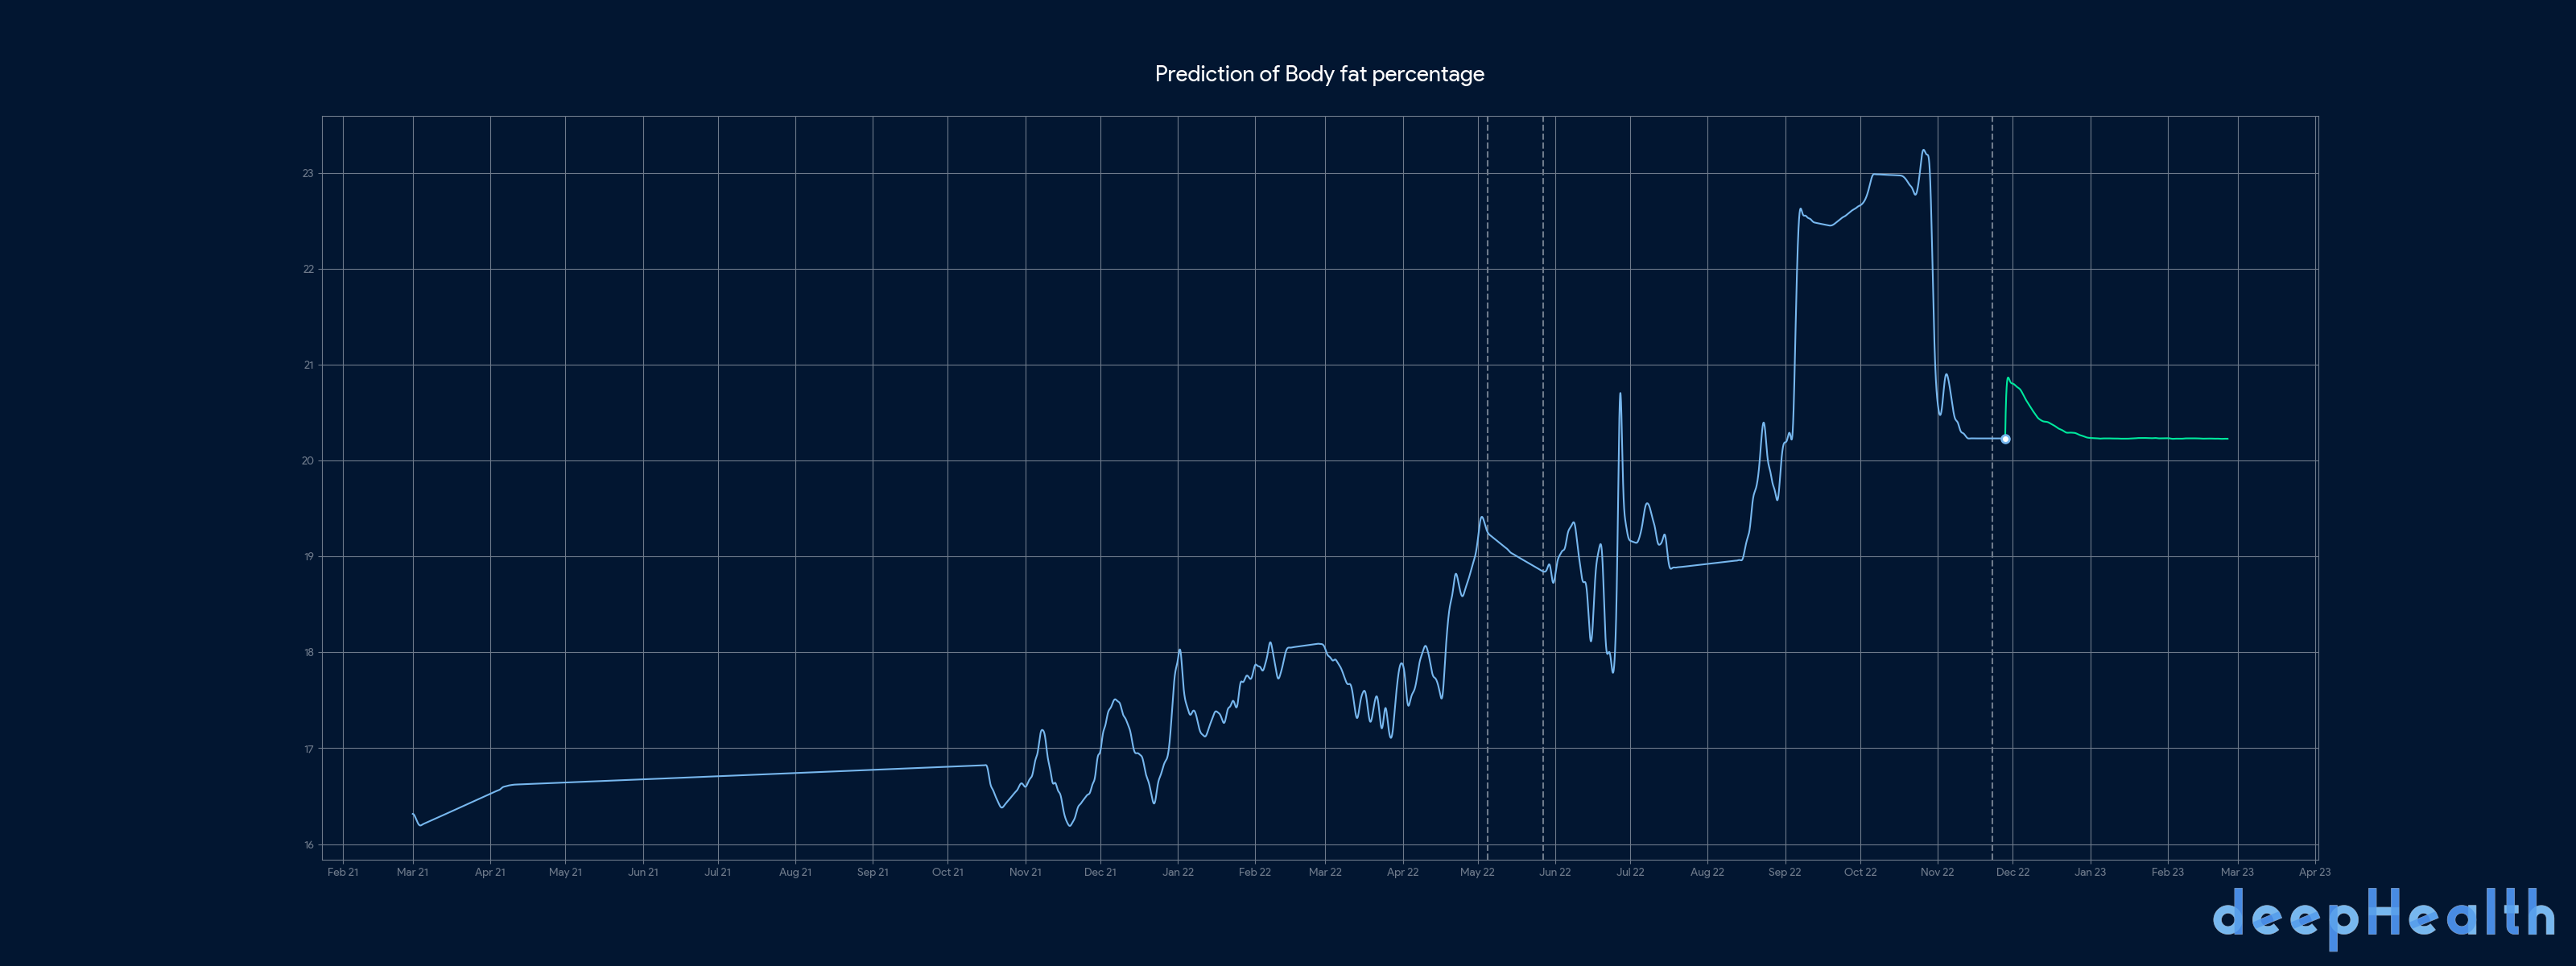 Prediction of Body fat percentage
23
22
21
20
19
18
17
16
Feb 21 Mar 21 Apr 21 May 21 Jun 21 Jul 21 Aug 21 Sep 21 Oct 21 Nov 21 Dec 21 Jan 22 Feb 22 Mar 22 Apr 22 May 22 Jun 22 Jul 22 Aug 22 Sep 22 Oct 22 Nov 22 Dec 22 Jan 23 Feb 23 Mar 23 Apr 23
deepHealth